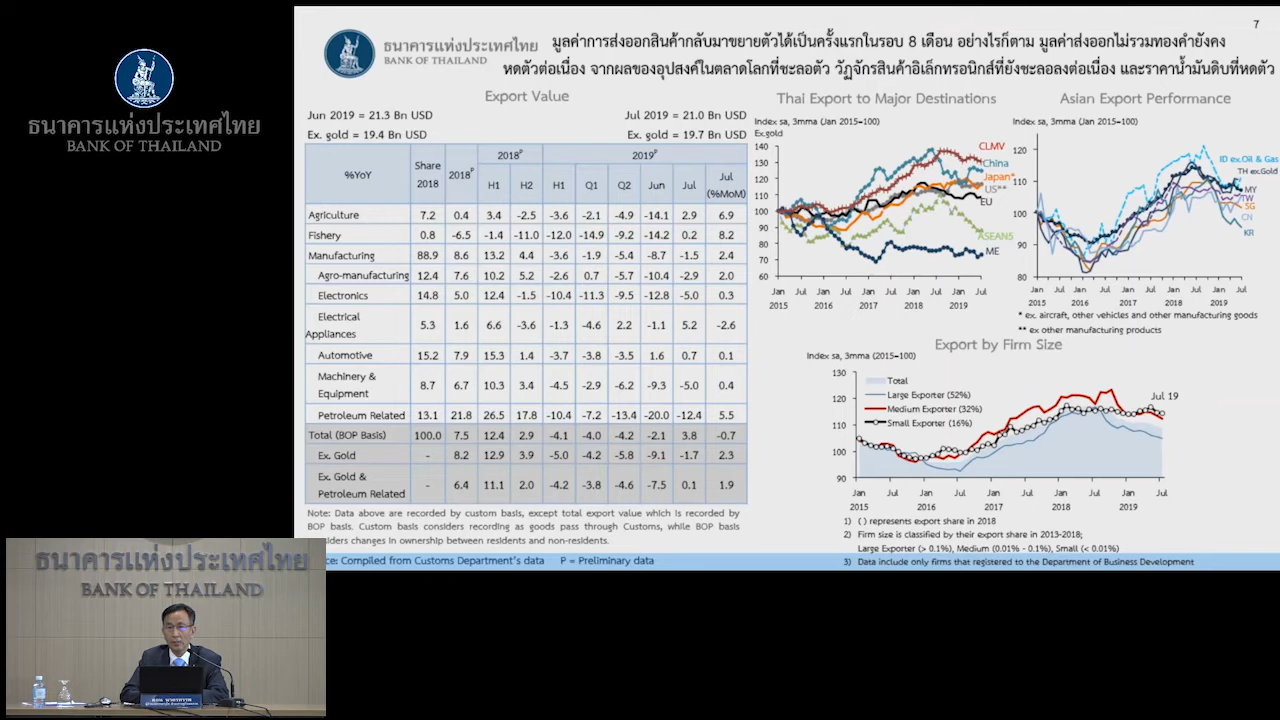 7
ธนาคารแห่งประเทศไทย
BANK OF THAILAND
ธนาคารแห่งประเทศไทย
BANK OF THAILAND
มูลค่าการส่งออกสินค้ากลับมาขยายตัวได้เป็นครั้งแรกในรอบ 8 เดือน อย่างไรก็ตาม มูลค่าส่งออกไม่รวมทองคำยังคง
หดตัวต่อเนื่อง จากผลของอุปสงค์ในตลาดโลกที่ชะลอตัว วัฏจักรสินค้าอิเล็กทรอนิกส์ที่ยังชะลอลงต่อเนื่อง และราคาน้ำมันดิบที่หดตัว
Export Value
Jun 2019 = 21.3 Bn USD Jul 2019 = 21.0 Bn USD
Ex. gold = 19.4 Bn USD Ex. gold = 19.7 Bn USD
%YoY Share 2018 2018P 2018P 2019P
H1 H2 H1 Q1 Q2 Jun Jul Jul (%MoM)
Agriculture 7.2 0.4 3.4 -2.5 -3.6 -2.1 -4.9 -14.1 2.9 6.9
Fishery 0.8 -6.5 -1.4 -11.0 -12.0 -14.9 -9.2 -14.2 0.2 8.2
Manufacturing 88.9 8.6 13.2 4.4 -3.6 -1.9 -5.4 -8.7 -1.5 2.4
Agro-manufacturing 12.4 7.6 10.2 5.2 -2.6 0.7 -5.7 -10.4 -2.9 2.0
Electronics 14.8 5.0 12.4 -1.5 -10.4 -11.3 -9.5 -12.8 -5.0 0.3
Electrical Appliances 5.3 1.6 6.6 -3.6 -1.3 -4.6 2.2 -1.1 5.2 -2.6
Automotive 15.2 7.9 15.3 1.4 -3.7 -3.8 -3.5 1.6 0.7 0.1
Machinery & Equipment 8.7 6.7 10.3 3.4 -4.5 -2.9 -6.2 -9.3 -5.0 0.4
Petroleum Related 13.1 21.8 26.5 17.8 -10.4 -7.2 -13.4 -20.0 -12.4 5.5
Total (BOP Basis) 100.0 7.5 12.4 2.9 -4.1 -4.0 -4.2 -2.1 3.8 -0.7
Ex. Gold - 8.2 12.9 3.9 -5.0 -4.2 -5.8 -9.1 -1.7 2.3
Ex. Gold & Petroleum Related - 6.4 11.1 2.0 -4.2 -3.8 -4.6 -7.5 0.1 1.9
Note: Data above are recorded by custom basis, except total export value which is recorded by
BOP basis. Custom basis considers recording as goods pass through Customs, while BOP basis
considers changes in ownership between residents and non-residents.
Compiled from Customs Department's data P = Preliminary data
Thai Export to Major Destinations
Index sa, 3mma (Jan 2015=100)
Ex.gold
140
130
120
110
100
90
80
70
60
CLMV
China
Japan*
US**
EU
ASEAN5
ME
Jan Jul Jan Jul Jan Jul Jan Jul Jan Jul
2015 2016 2017 2018 2019
Asian Export Performance
Index sa, 3mma (Jan 2015=100)
120
110
100
90
80
ID ex.Oil & Gas
TH ex.Gold
MY
TW
SG
CN
KR
Jan Jul Jan Jul Jan Jul Jan Jul Jan Jul
2015 2016 2017 2018 2019
* ex. aircraft, other vehicles and other manufacturing goods
** ex other manufacturing products
Export by Firm Size
Index sa, 3mma (2015=100)
130
120
110
100
90
Total
Large Exporter (52%)
Medium Exporter (32%)
Small Exporter (16%)
Jul 19
Jan Jul Jan Jul Jan Jul Jan Jul Jan Jul
2015 2016 2017 2018 2019
1) ( ) represents export share in 2018
2) Firm size is classified by their export share in 2013-2018;
Large Exporter (> 0.1%), Medium (0.01% - 0.1%), Small (< 0.01%)
3) Data include only firms that registered to the Department of Business Development
ธนาคารแห่งประเทศไทย
BANK OF THAILAND